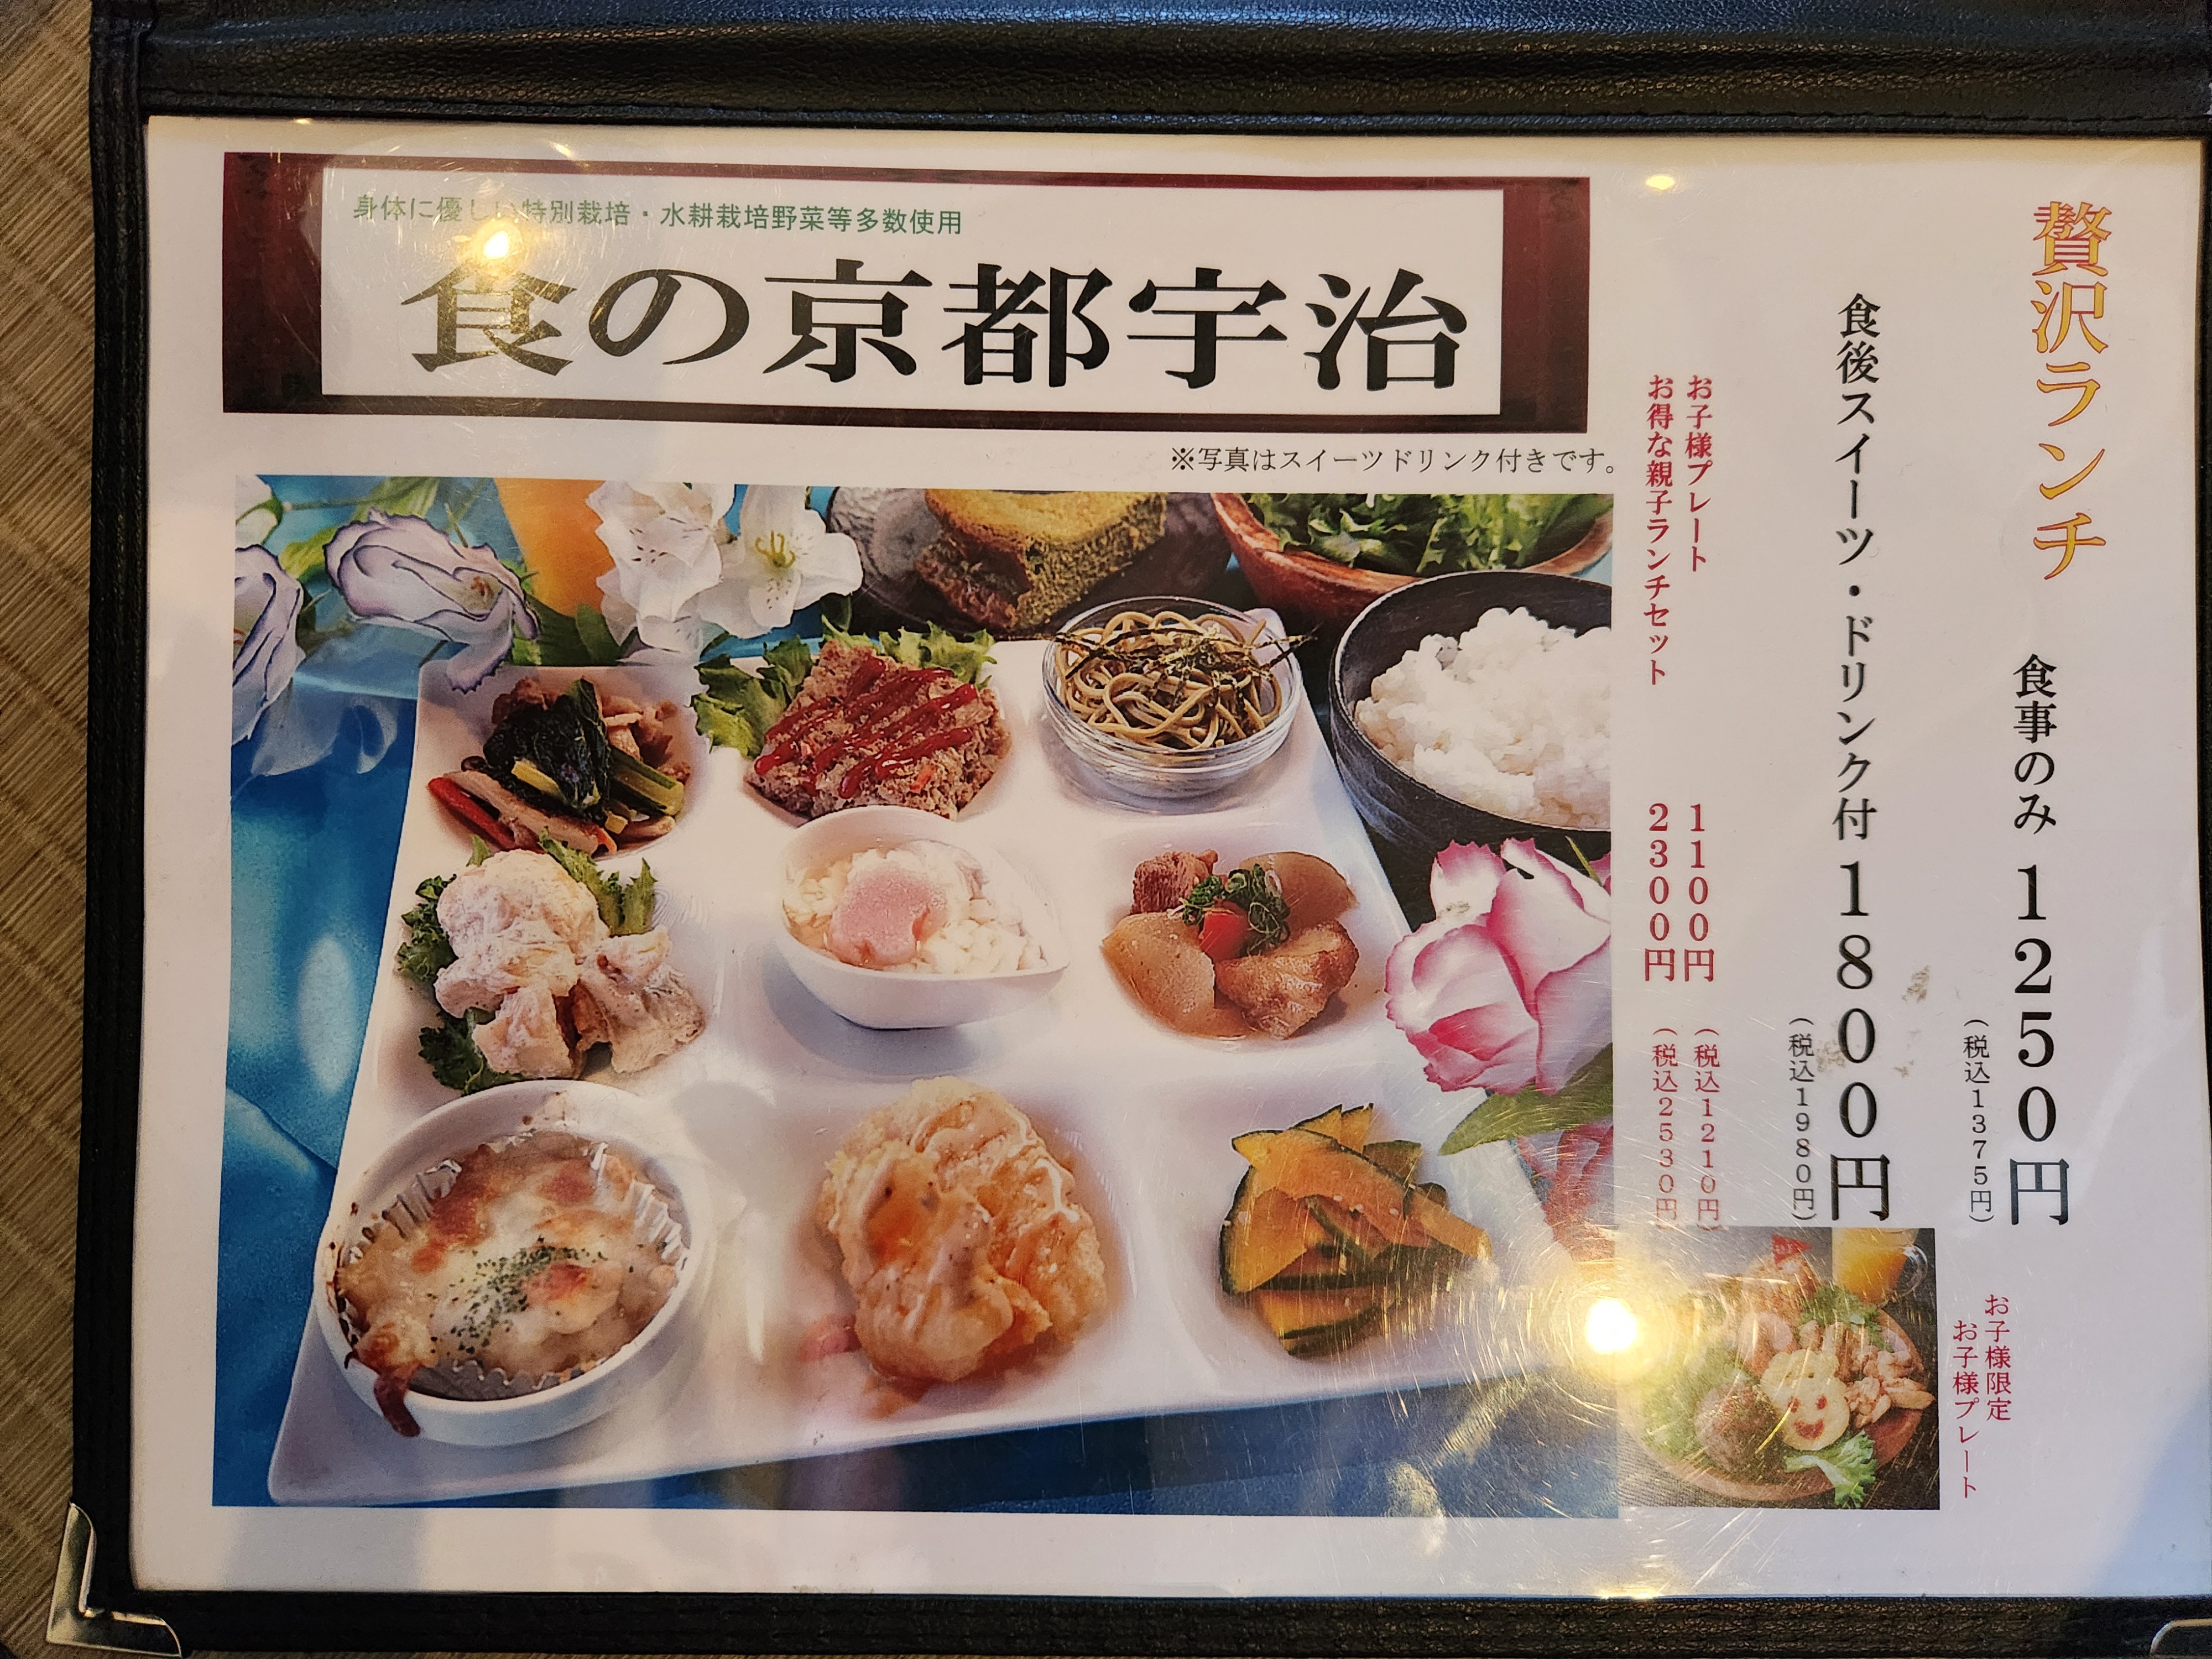 身体に優しい特別栽培・水耕栽培野菜等多数使用
食の京都宇治
※写真はスイーツドリンク付きです。
贅沢ランチ
食事のみ 1250円
(税込1375円)
食後スイーツ・ドリンク付 1800円
(税込1980円)
お子様プレート 1100円 (税込1210円)
お得な親子ランチセット 2300円 (税込2530円)
お子様限定
お子様プレート